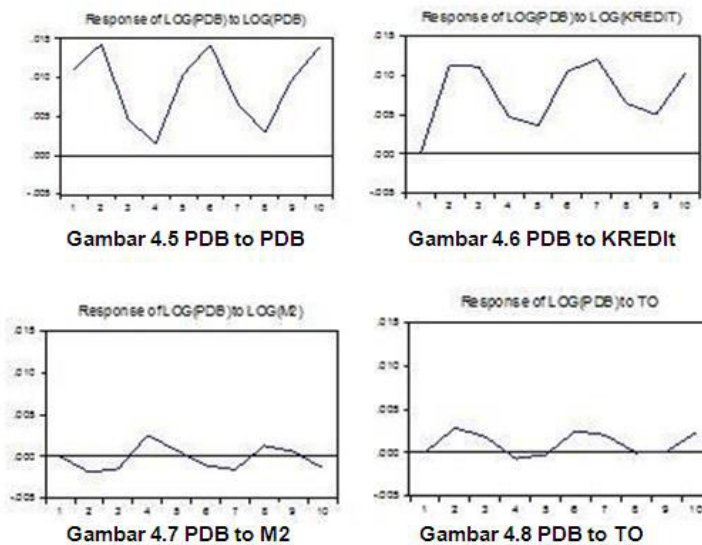 Response of LOG(PDB) to LOG(PDB)
.015
.010
.005
.000
-.005
1 2 3 4 5 6 7 8 9 10
Gambar 4.5 PDB to PDB
Response of LOG(PDB) to LOG(KREDIT)
.015
.010
.005
.000
-.005
1 2 3 4 5 6 7 8 9 10
Gambar 4.6 PDB to KREDIt
Response of LOG(PDB) to LOG(M2)
.015
.010
.005
.000
-.005
1 2 3 4 5 6 7 8 9 10
Gambar 4.7 PDB to M2
Response of LOG(PDB) to TO
.015
.010
.005
.000
-.005
1 2 3 4 5 6 7 8 9 10
Gambar 4.8 PDB to TO